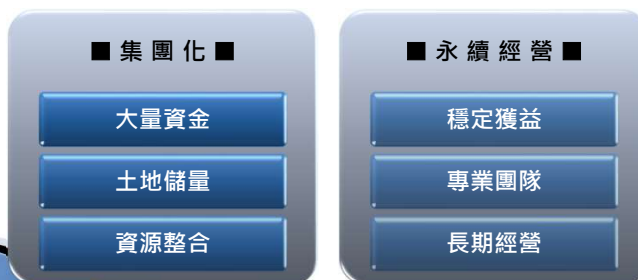 ■集團化■
大量資金
土地儲量
資源整合
■永續經營■
穩定獲益
專業團隊
長期經營